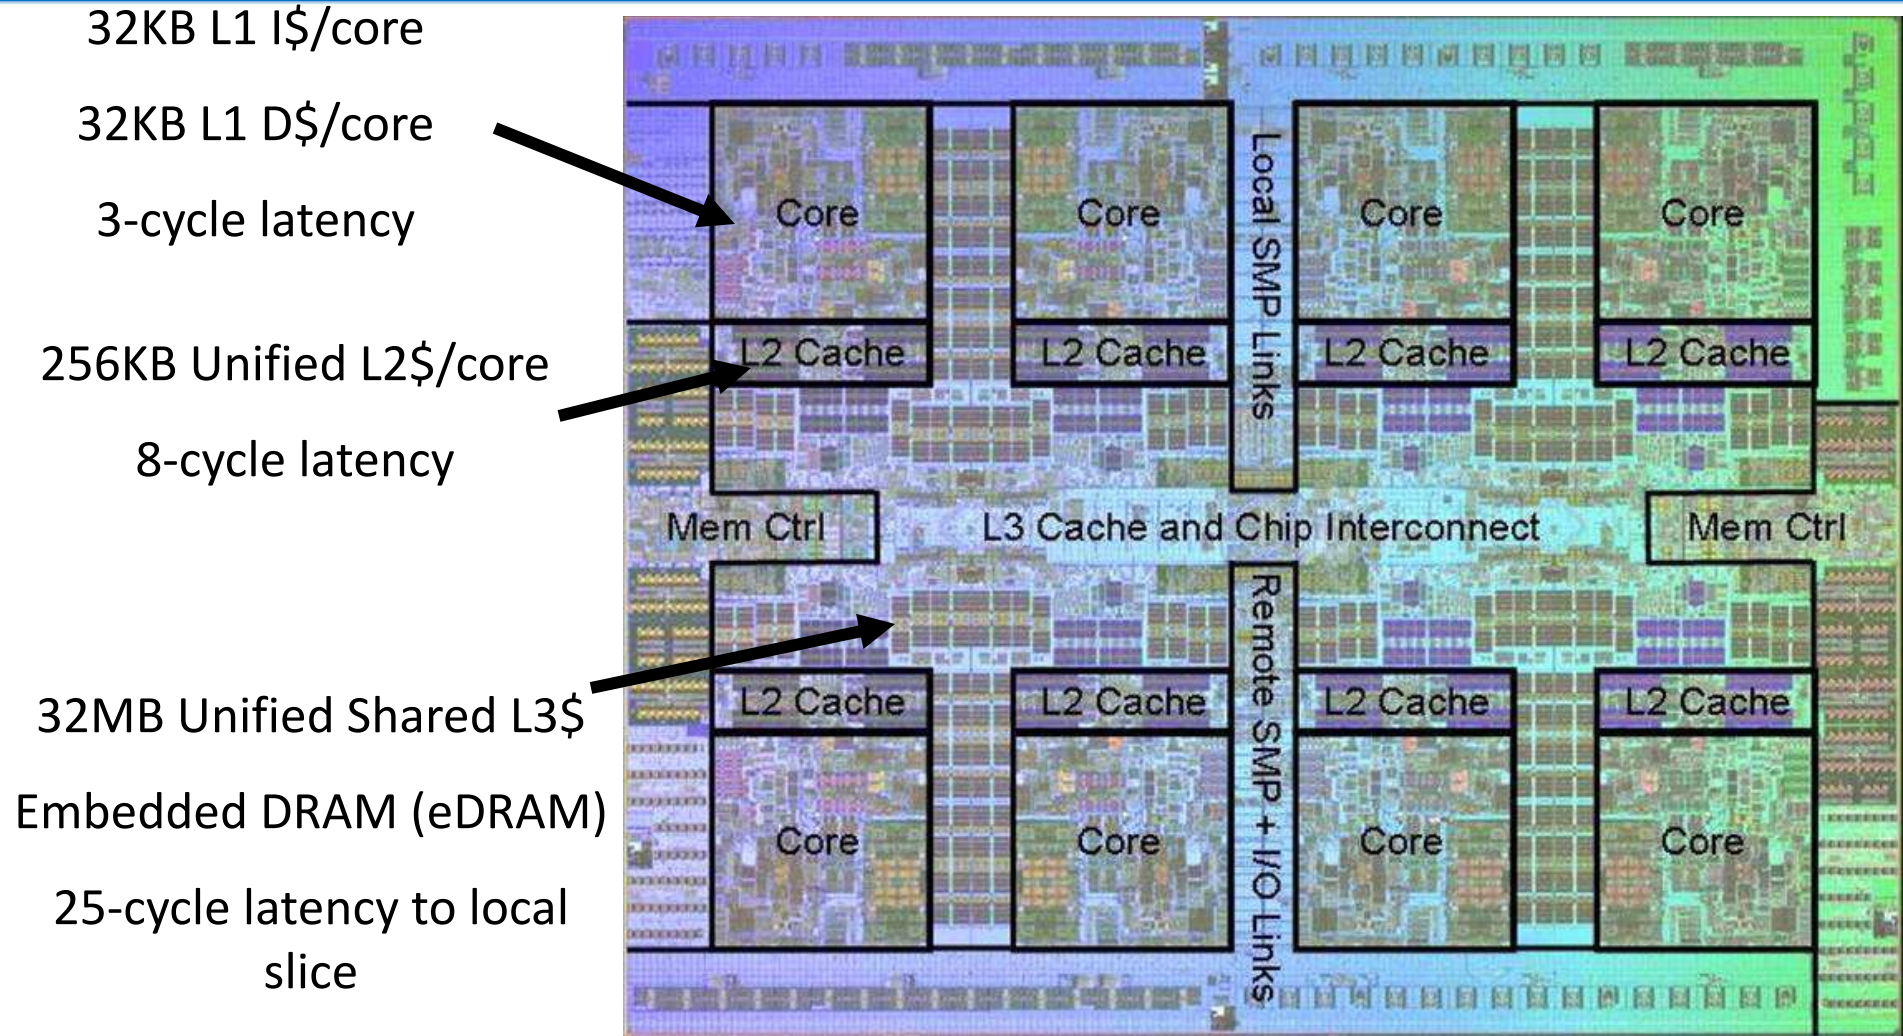 32KB L1 I$/core
32KB L1 D$/core
3-cycle latency
256KB Unified L2$/core
8-cycle latency
32MB Unified Shared L3$
Embedded DRAM (eDRAM)
25-cycle latency to local
slice
Core
Core
Core
Core
Local SMP Links
L2 Cache
L2 Cache
L2 Cache
L2 Cache
Mem Ctrl
L3 Cache and Chip Interconnect
Mem Ctrl
Remote SMP + I/O Links
L2 Cache
L2 Cache
L2 Cache
L2 Cache
Core
Core
Core
Core